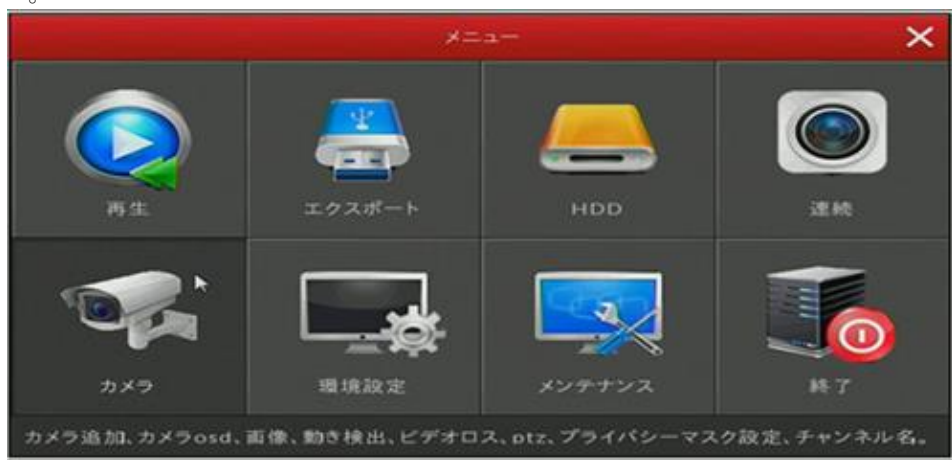 メニュー
再生
エクスポート
HDD
連続
カメラ
環境設定
メンテナンス
終了
カメラ追加、カメラosd、画像、動き検出、ビデオロス、ptz、プライバシーマスク設定、チャンネル名。